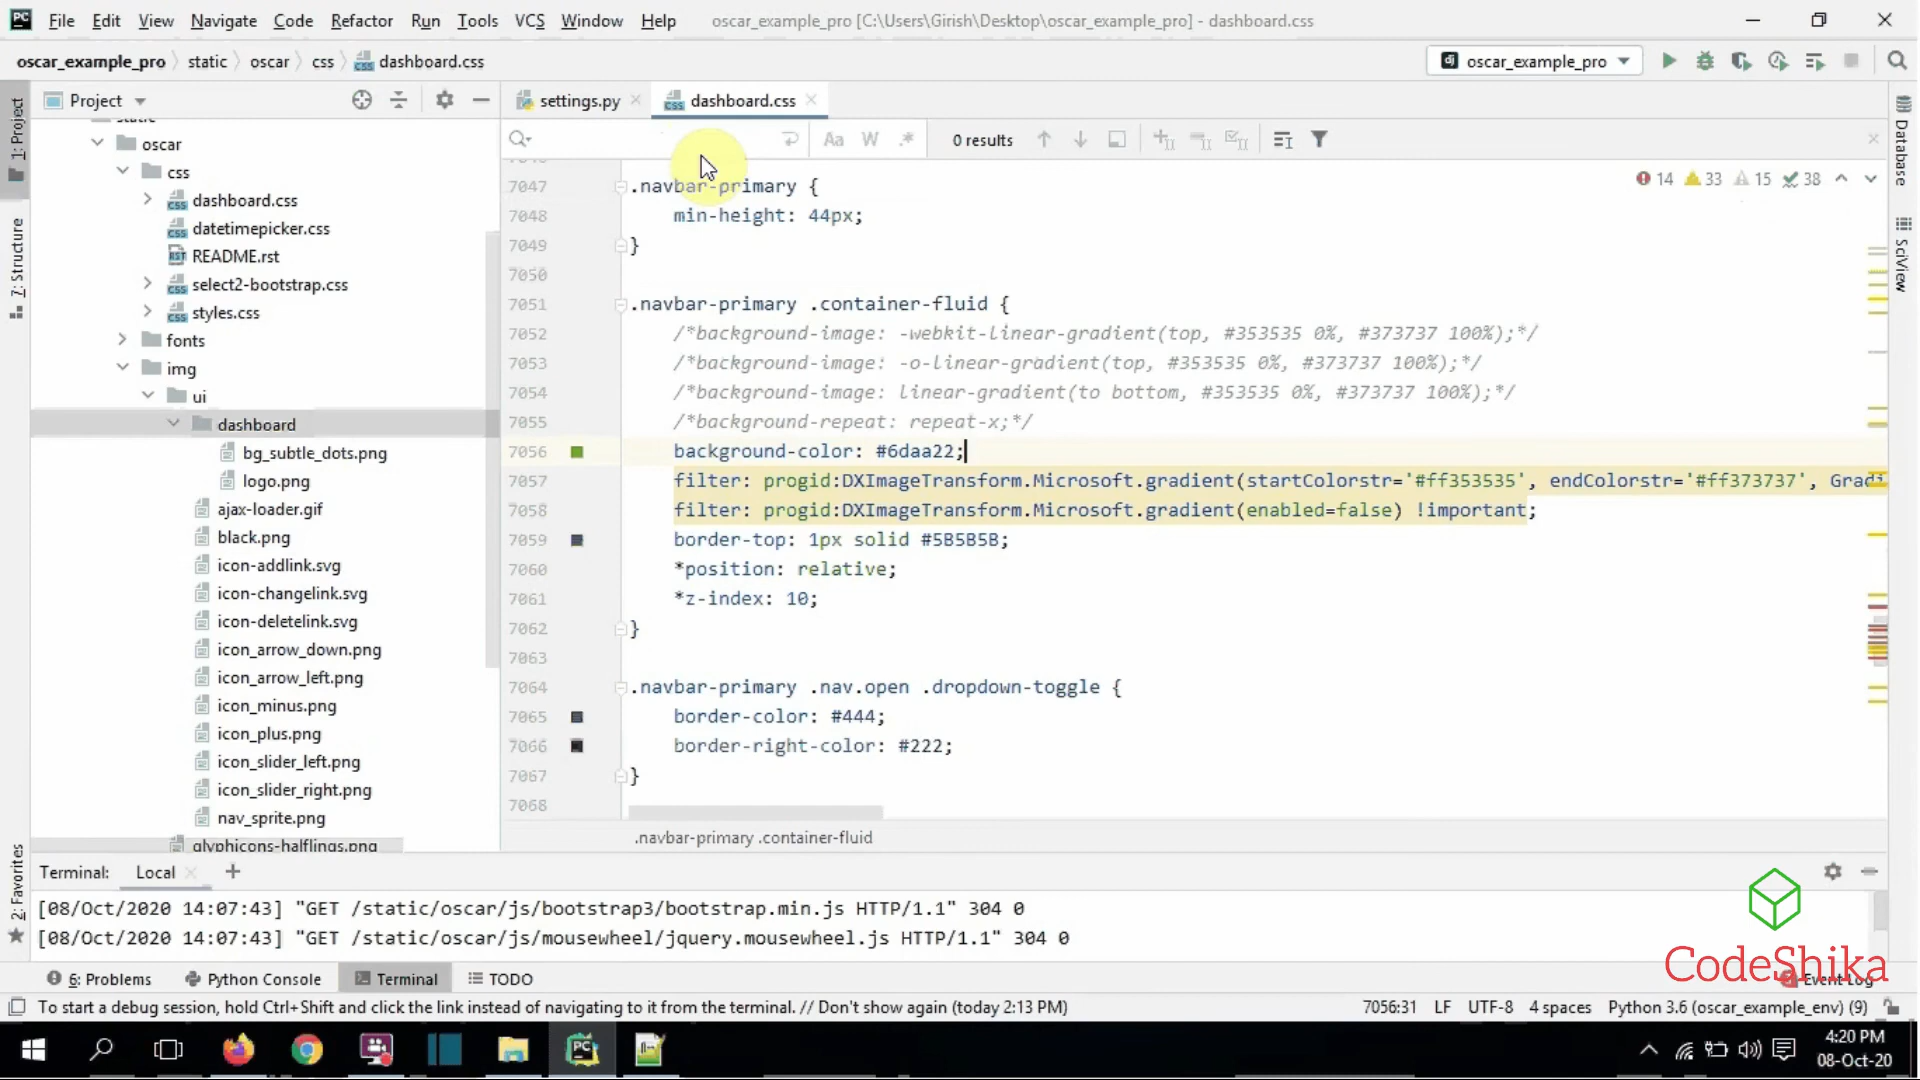 File Edit View Navigate Code Refactor Run Tools VCS Window Help oscar_example_pro [C:\Users\Girish\Desktop\oscar_example_pro] - dashboard.css
oscar_example_pro static oscar css dashboard.css oscar_example_pro
Project settings.py dashboard.css
Aa W .* 0 results
1: Project
7: Structure
2: Favorites
Database
SciView
static
oscar
css
dashboard.css
datetimepicker.css
README.rst
select2-bootstrap.css
styles.css
fonts
img
ui
dashboard
bg_subtle_dots.png
logo.png
ajax-loader.gif
black.png
icon-addlink.svg
icon-changelink.svg
icon-deletelink.svg
icon_arrow_down.png
icon_arrow_left.png
icon_minus.png
icon_plus.png
icon_slider_left.png
icon_slider_right.png
nav_sprite.png
glyphicons-halflings.png
14 33 15 38
7047 .navbar-primary {
7048 min-height: 44px;
7049 }
7050
7051 .navbar-primary .container-fluid {
7052 /*background-image: -webkit-linear-gradient(top, #353535 0%, #373737 100%);*/
7053 /*background-image: -o-linear-gradient(top, #353535 0%, #373737 100%);*/
7054 /*background-image: linear-gradient(to bottom, #353535 0%, #373737 100%);*/
7055 /*background-repeat: repeat-x;*/
7056 background-color: #6daa22;
7057 filter: progid:DXImageTransform.Microsoft.gradient(startColorstr='#ff353535', endColorstr='#ff373737', Gradi
7058 filter: progid:DXImageTransform.Microsoft.gradient(enabled=false) !important;
7059 border-top: 1px solid #5B5B5B;
7060 *position: relative;
7061 *z-index: 10;
7062 }
7063
7064 .navbar-primary .nav.open .dropdown-toggle {
7065 border-color: #444;
7066 border-right-color: #222;
7067 }
7068
.navbar-primary .container-fluid
Terminal: Local +
[08/Oct/2020 14:07:43] "GET /static/oscar/js/bootstrap3/bootstrap.min.js HTTP/1.1" 304 0
[08/Oct/2020 14:07:43] "GET /static/oscar/js/mousewheel/jquery.mousewheel.js HTTP/1.1" 304 0
CodeShika
6: Problems Python Console Terminal TODO Event Log
To start a debug session, hold Ctrl+Shift and click the link instead of navigating to it from the terminal. // Don't show again (today 2:13 PM) 7056:31 LF UTF-8 4 spaces Python 3.6 (oscar_example_env) (9)
4:20 PM
08-Oct-20